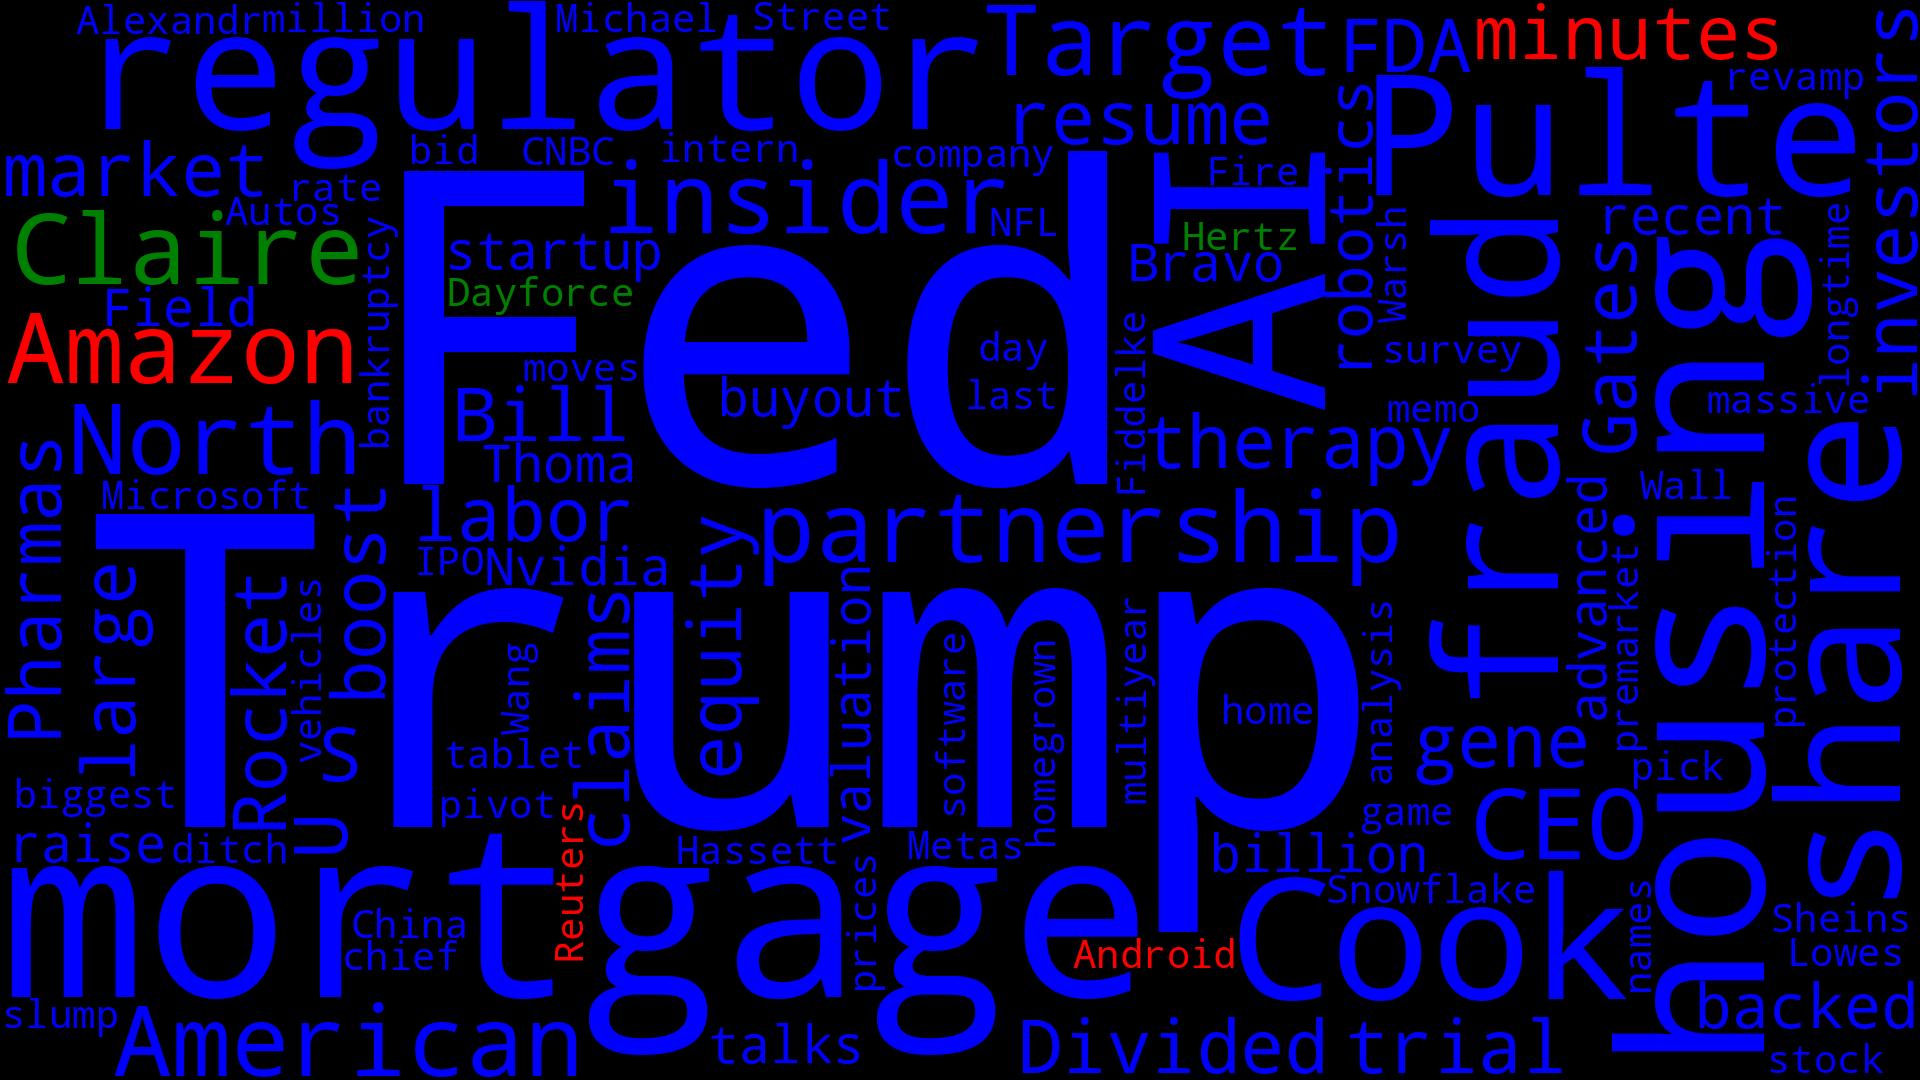 Alexandr
million
Michael
Street
Target
FDA
minutes
regulator
resume
revamp
investors
Pulte
market
bid
CNBC
intern
company
Fire
robotics
rate
Autos
insider
NFL
AI
Hertz
Bravo
Warsh
recent
longtime
Claire
bankruptcy
startup
Dayforce
Fed
Field
Amazon
moves
day
last
buyout
Fiddelke
survey
memo
fraud
Gates
housing
massive
share
North
Bill
Thoma
therapy
Pharmas
Microsoft
boost
labor
IPO
Nvidia
equity
partnership
advanced
Wall
premarket
protection
large
Rocket
vehicles
U S
Trump
Wang
claims
valuation
software
homegrown
multiyear
home
analysis
tablet
pivot
gene
pick
biggest
raise
ditch
Reuters
Hassett
Metas
prices
billion
game
CEO
Snowflake
mortgage
China
chief
Android
Cook
names
Sheins
Lowes
slump
American
talks
Divided
trial
backed
stock